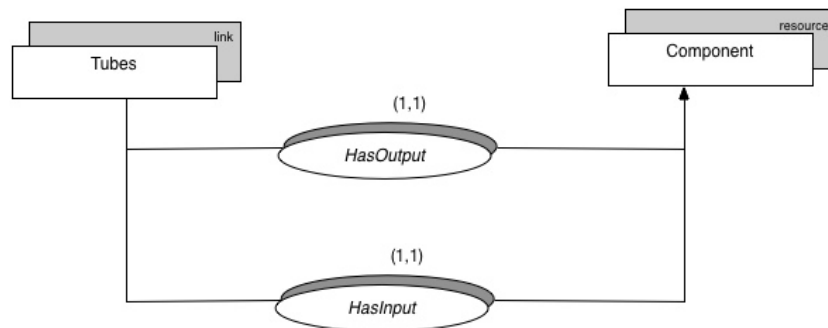 link
Tubes
resource
Component
(1,1)
HasOutput
(1,1)
HasInput